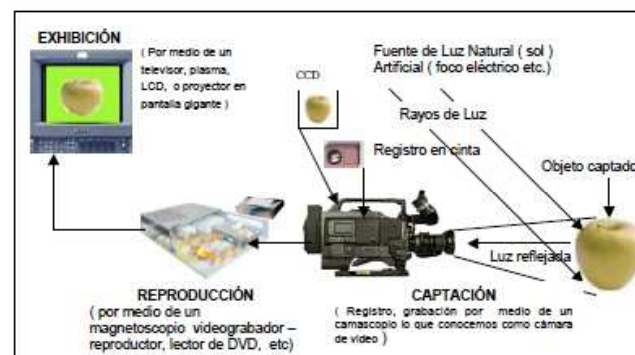 EXHIBICIÓN
( Por medio de un
televisor, plasma,
LCD, o proyector en
pantalla gigante )
CCD
Fuente de Luz Natural ( sol )
Artificial ( foco eléctrico etc.)
Rayos de Luz
Registro en cinta
Objeto captado
Luz reflejada
REPRODUCCIÓN
( por medio de un
magnetoscopio videograbador –
reproductor, lector de DVD, etc)
CAPTACIÓN
( Registro, grabación por medio de un
camascopio lo que conocemos como cámara
de video )